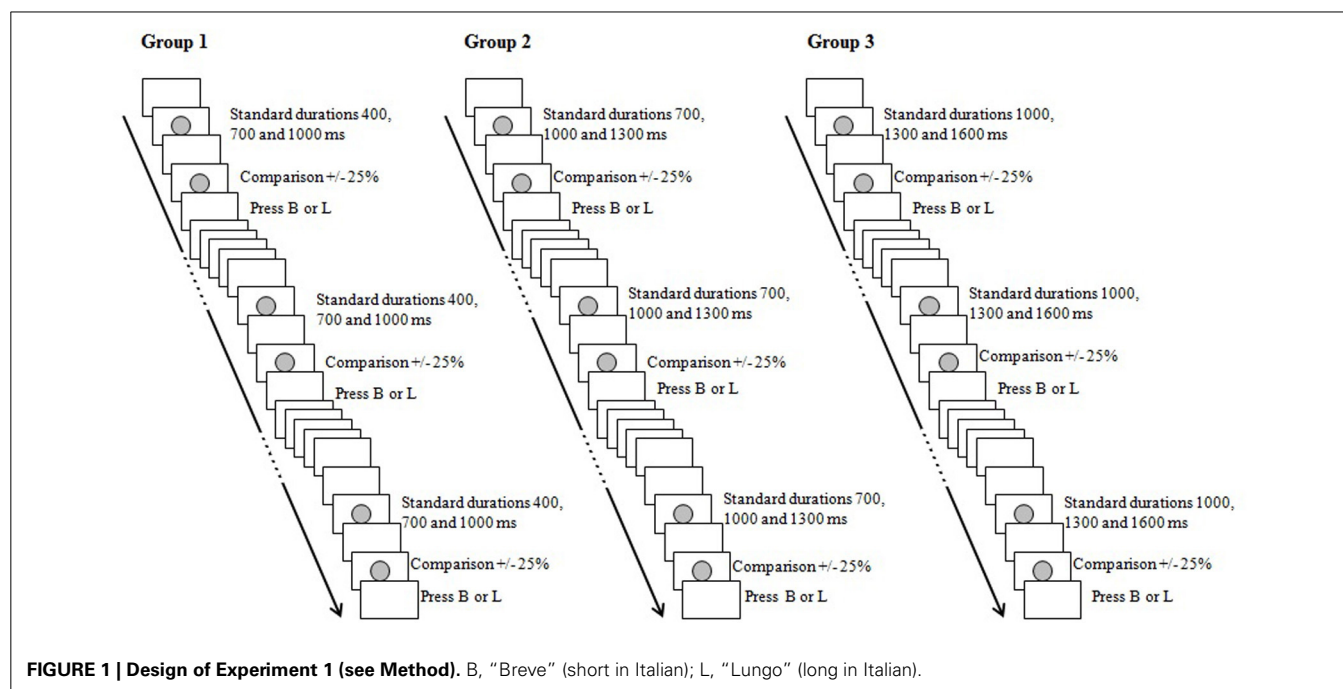 Group 1
Group 2
Group 3
Standard durations 400,
700 and 1000 ms
Comparison +/-25%
Press B or L
Standard durations 400,
700 and 1000 ms
Comparison +/-25%
Press B or L
Standard durations 400,
700 and 1000 ms
Comparison +/-25%
Press B or L
Standard durations 700,
1000 and 1300 ms
Comparison +/-25%
Press B or L
Standard durations 700,
1000 and 1300 ms
Comparison +/-25%
Press B or L
Standard durations 700,
1000 and 1300 ms
Comparison +/-25%
Press B or L
Standard durations 1000,
1300 and 1600 ms
Comparison +/-25%
Press B or L
Standard durations 1000,
1300 and 1600 ms
Comparison +/-25%
Press B or L
Standard durations 1000,
1300 and 1600 ms
Comparison +/-25%
Press B or L
FIGURE 1 | Design of Experiment 1 (see Method). B, “Breve” (short in Italian); L, “Lungo” (long in Italian).